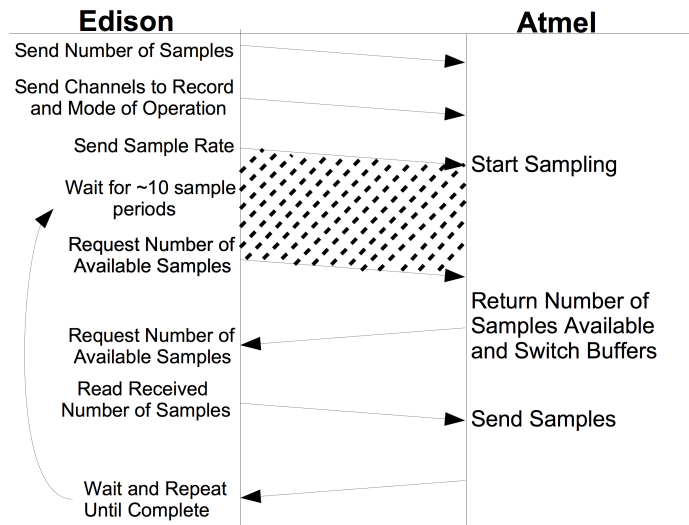 Edison
Atmel
Send Number of Samples
Send Channels to Record
and Mode of Operation
Send Sample Rate
Start Sampling
Wait for ~10 sample
periods
Request Number of
Available Samples
Return Number of
Samples Available
and Switch Buffers
Request Number of
Available Samples
Read Received
Number of Samples
Send Samples
Wait and Repeat
Until Complete